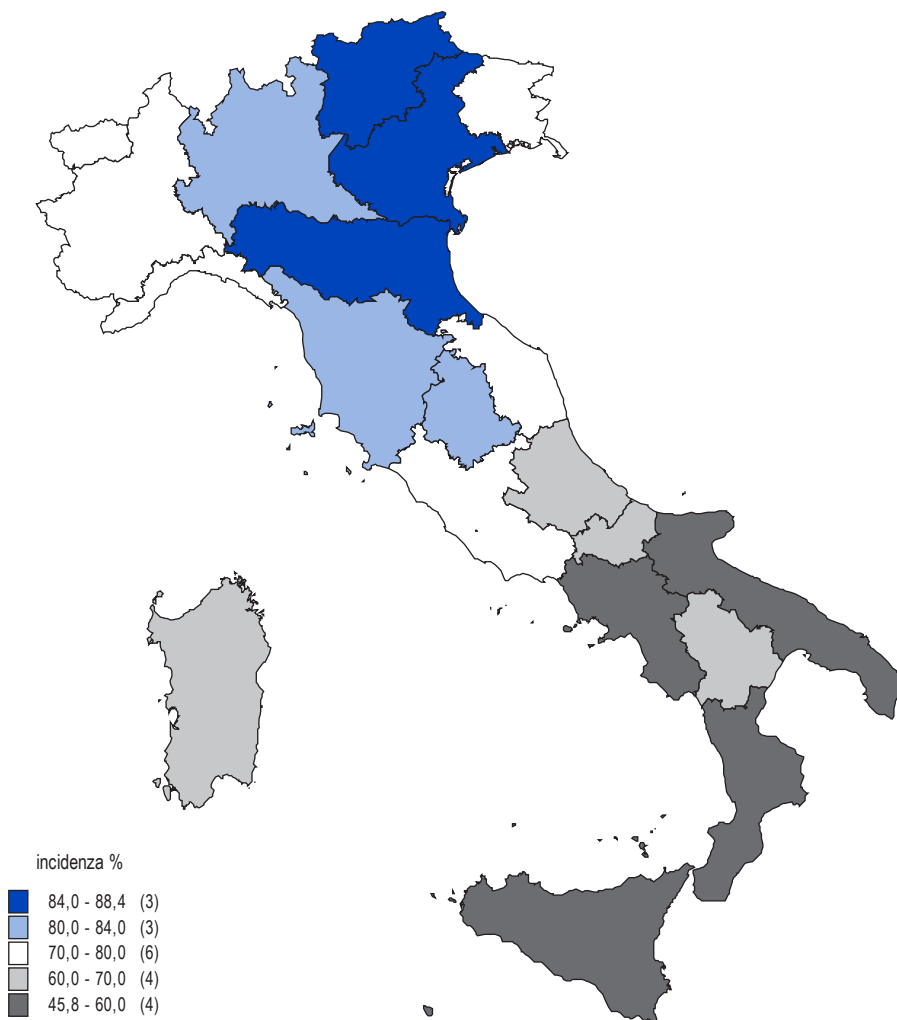 incidenza %
84,0 - 88,4 (3)
80,0 - 84,0 (3)
70,0 - 80,0 (6)
60,0 - 70,0 (4)
45,8 - 60,0 (4)